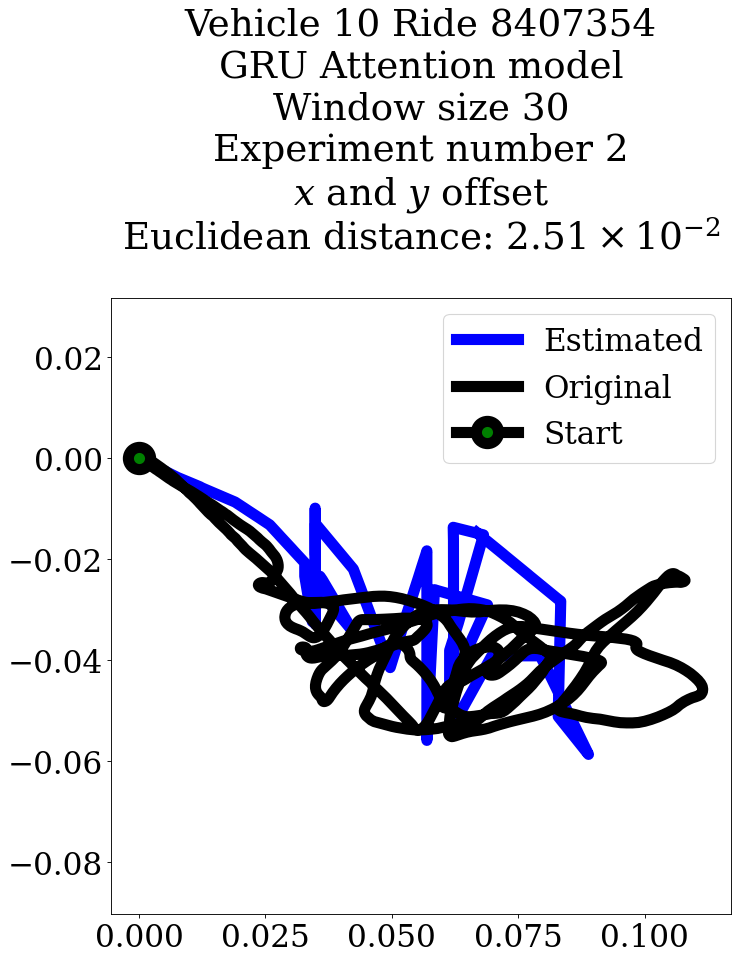 Vehicle 10 Ride 8407354
GRU Attention model
Window size 30
Experiment number 2
x and y offset
Euclidean distance: 2.51 × 10⁻²
Estimated
Original
Start
0.02
0.00
−0.02
−0.04
−0.06
−0.08
0.000 0.025 0.050 0.075 0.100